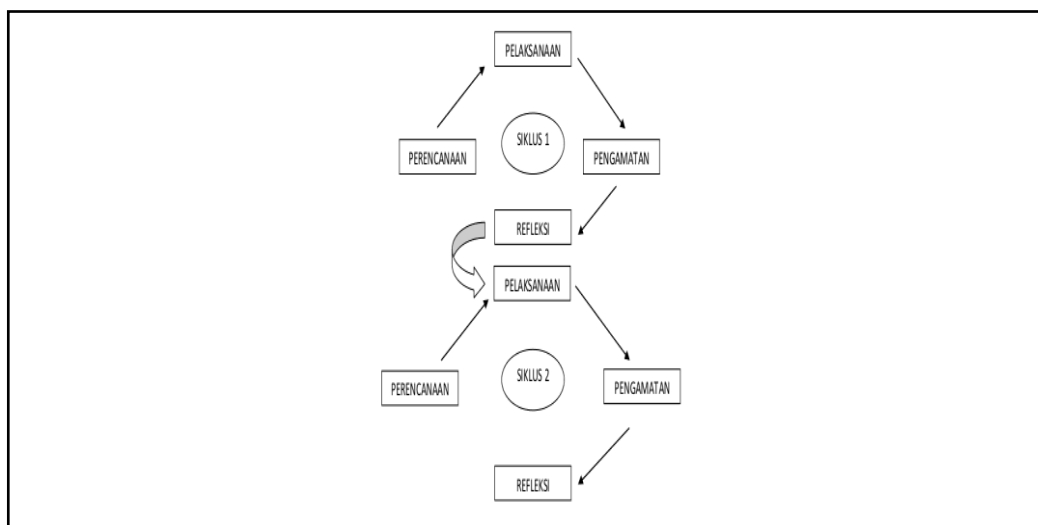 PELAKSANAAN
SIKLUS 1
PERENCANAAN
PENGAMATAN
REFLEKSI
PELAKSANAAN
SIKLUS 2
PERENCANAAN
PENGAMATAN
REFLEKSI